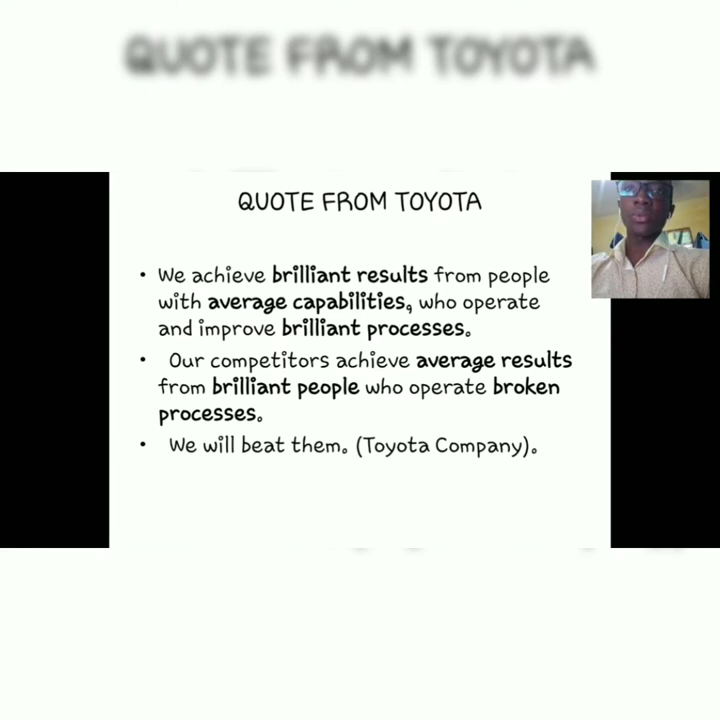 QUOTE FROM TOYOTA
QUOTE FROM TOYOTA
• We achieve brilliant results from people
with average capabilities, who operate
and improve brilliant processes.
• Our competitors achieve average results
from brilliant people who operate broken
processes.
• We will beat them. (Toyota Company).